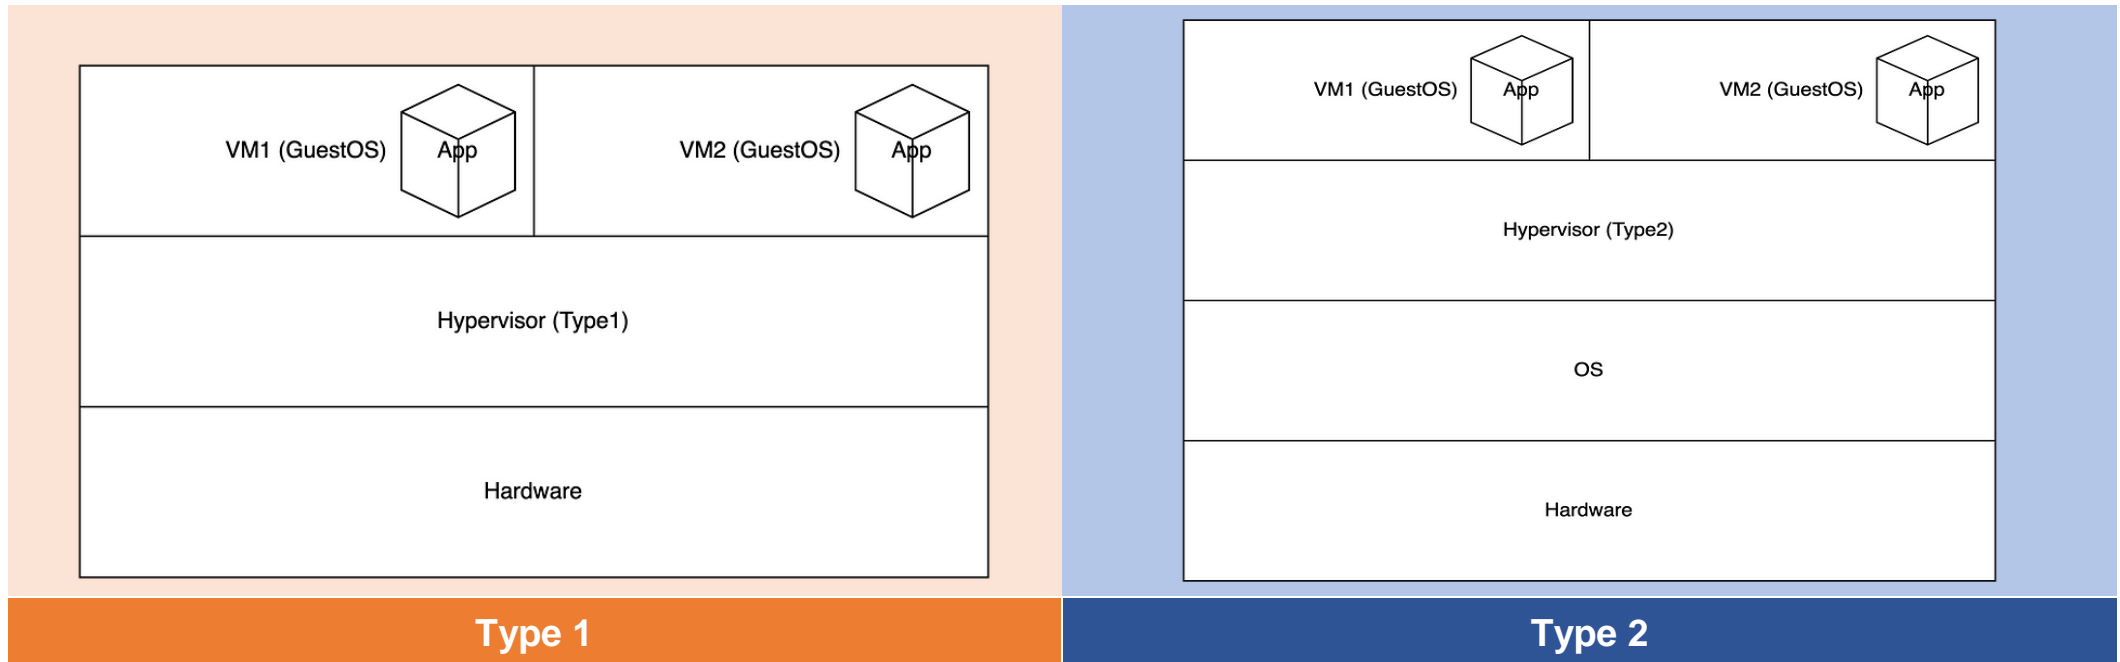 VM1 (GuestOS)
App
VM2 (GuestOS)
App
Hypervisor (Type1)
Hardware
Type 1
VM1 (GuestOS)
App
VM2 (GuestOS)
App
Hypervisor (Type2)
OS
Hardware
Type 2